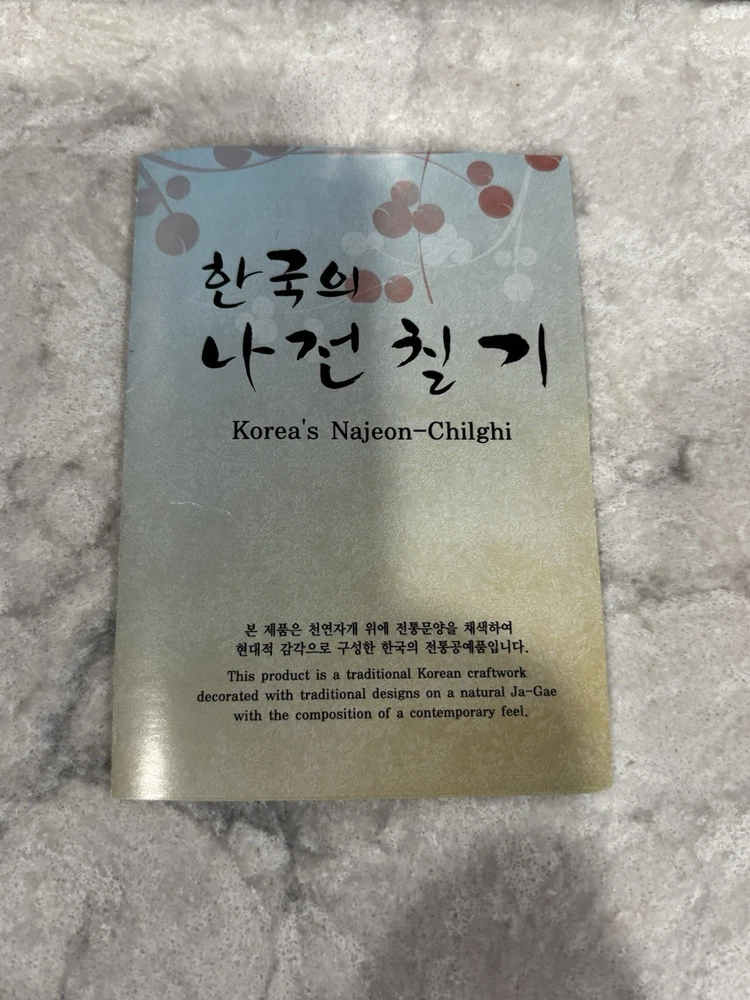 한국의
나전 칠기
Korea's Najeon-Chilghi
본 제품은 천연자개 위에 전통문양을 채색하여
현대적 감각으로 구성한 한국의 전통공예품입니다.
This product is a traditional Korean craftwork
decorated with traditional designs on a natural Ja-Gae
with the composition of a contemporary feel.